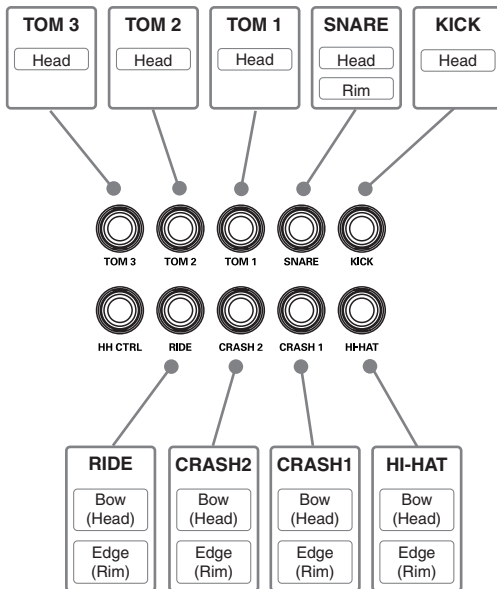 TOM 3 TOM 2 TOM 1 SNARE KICK
Head Head Head Head Head
Rim
TOM 3 TOM 2 TOM 1 SNARE KICK
HH CTRL RIDE CRASH 2 CRASH 1 HI-HAT
RIDE CRASH2 CRASH1 HI-HAT
Bow Bow Bow Bow
(Head) (Head) (Head) (Head)
Edge Edge Edge Edge
(Rim) (Rim) (Rim) (Rim)